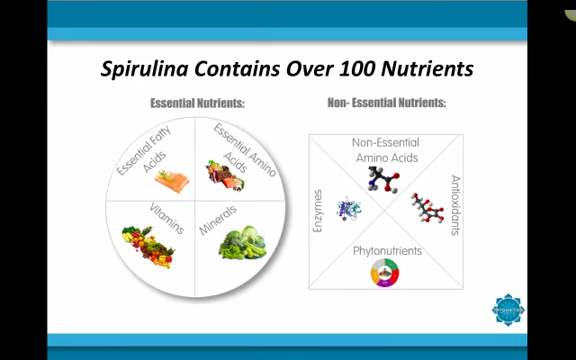 Spirulina Contains Over 100 Nutrients
Essential Nutrients:
Non- Essential Nutrients:
Essential Fatty
Acids
Essential Amino
Acids
Vitamins
Minerals
Non-Essential
Amino Acids
Enzymes
Antioxidants
Phytonutrients